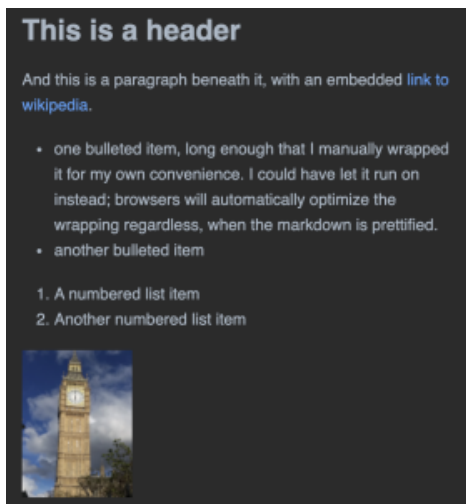 This is a header
And this is a paragraph beneath it, with an embedded link to
wikipedia.
• one bulleted item, long enough that I manually wrapped
it for my own convenience. I could have let it run on
instead; browsers will automatically optimize the
wrapping regardless, when the markdown is prettified.
• another bulleted item
1. A numbered list item
2. Another numbered list item